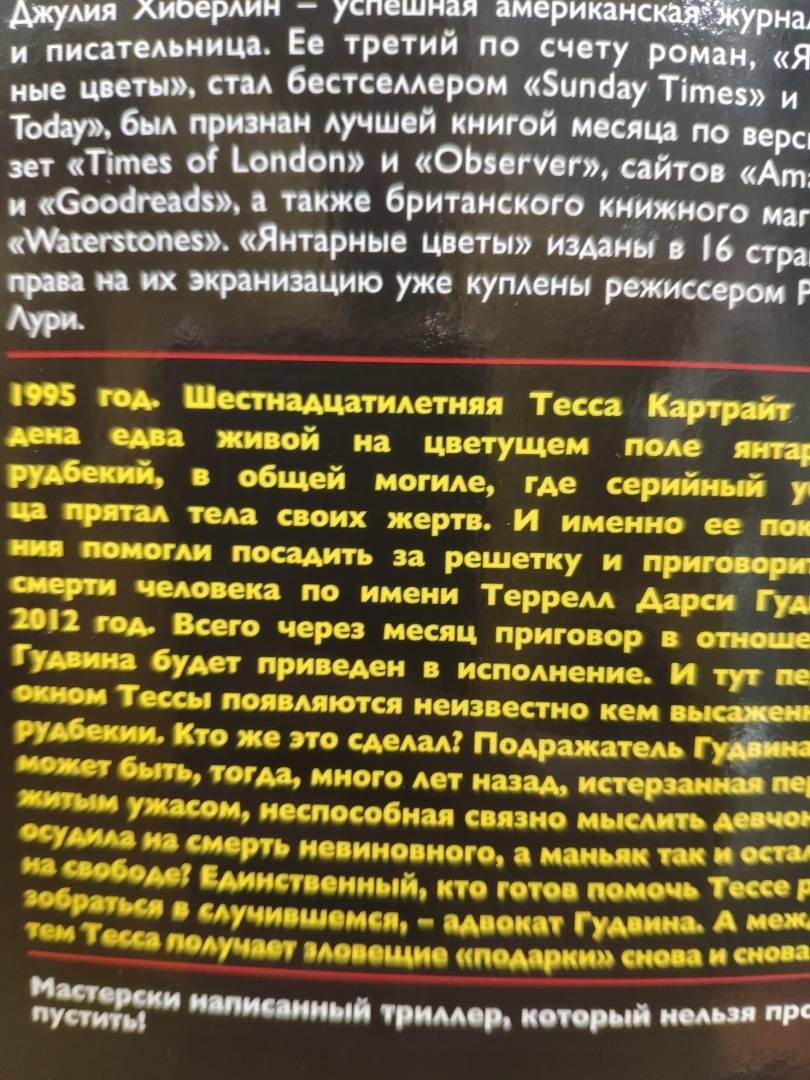 Джулия Хиберлин – успешная американская журнал
и писательница. Ее третий по счету роман, «Я
ные цветы», стал бестселлером «Sunday Times» и
Today», был признан лучшей книгой месяца по верс
зет «Times of London» и «Observer», сайтов «Ama
и «Goodreads», а также британского книжного маг
«Waterstones». «Янтарные цветы» изданы в 16 стра
права на их экранизацию уже куплены режиссером Р
Лури.
1995 год. Шестнадцатилетняя Тесса Картрайт
дена едва живой на цветущем поле янтар
рудбекий, в общей могиле, где серийный у
ца прятал тела своих жертв. И именно ее пок
ния помогли посадить за решетку и приговорит
смерти человека по имени Террелл Дарси Гуд
2012 год. Всего через месяц приговор в отноше
Гудвина будет приведен в исполнение. И тут пе
окном Тессы появляются неизвестно кем высаженн
рудбекии. Кто же это сделал? Подражатель Гудвина
может быть, тогда, много лет назад, истерзанная пер
житым ужасом, неспособная связно мыслить девчон
осудила на смерть невиновного, а маньяк так и остал
на свободе? Единственный, кто готов помочь Тессе р
зобраться в случившемся, – адвокат Гудвина. А меж
тем Тесса получает зловещие «подарки» снова и снова
Мастерски написанный триллер, который нельзя про
пустить!